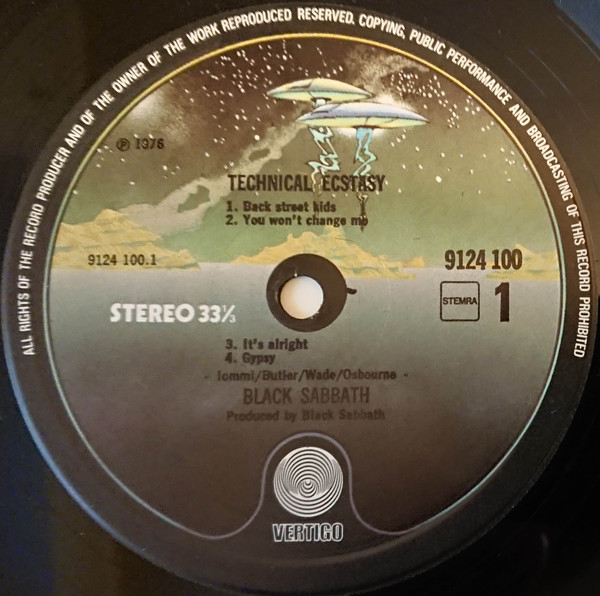 ALL RIGHTS OF THE RECORD PRODUCER AND OF THE OWNER OF THE WORK REPRODUCED RESERVED. COPYING, PUBLIC PERFORMANCE AND BROADCASTING OF THIS RECORD PROHIBITED
℗ 1976
TECHNICAL ECSTASY
1. Back street kids
2. You won't change me
9124 100.1
9124 100
STEREO 33⅓
STEMRA
1
3. It's alright
4. Gypsy
- Iommi/Butler/Wade/Osbourne -
BLACK SABBATH
Produced by Black Sabbath
VERTIGO